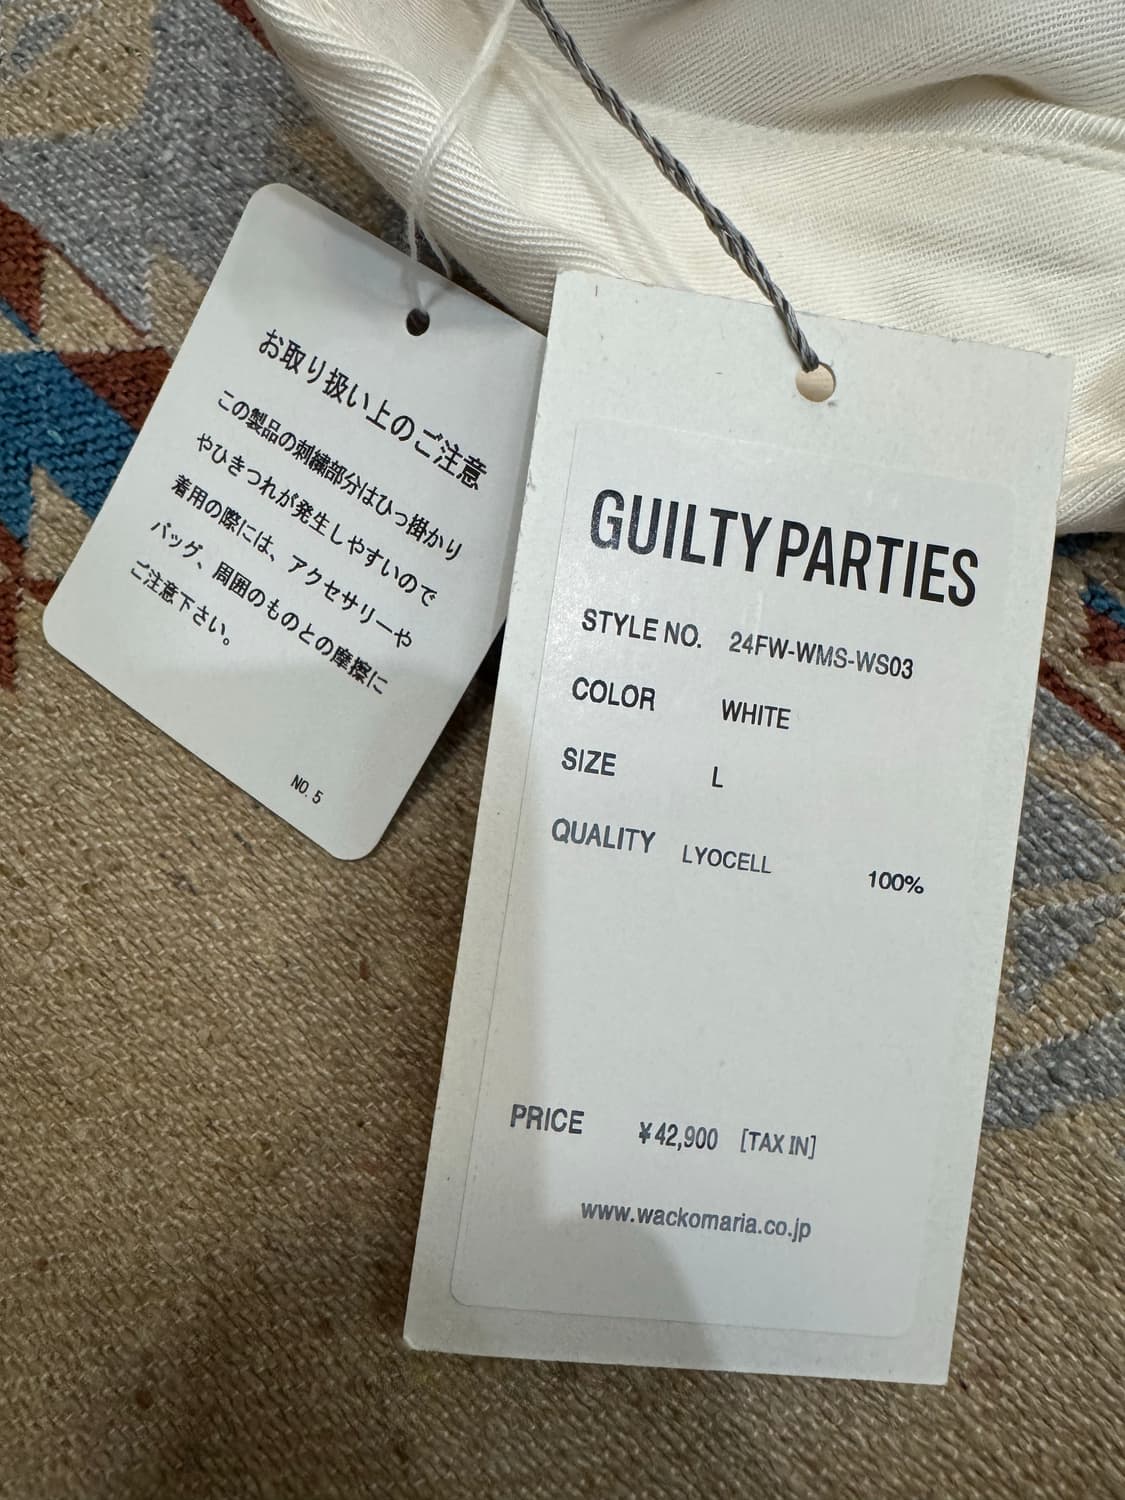 お取り扱い上のご注意
この製品の刺繍部分はひっ掛かり
やひきつれが発生しやすいので
着用の際には、アクセサリーや
バッグ、周囲のものとの摩擦に
ご注意下さい。
NO. 5
GUILTY PARTIES
STYLE NO. 24FW-WMS-WS03
COLOR WHITE
SIZE L
QUALITY LYOCELL 100%
PRICE ¥42,900 [TAX IN]
www.wackomaria.co.jp